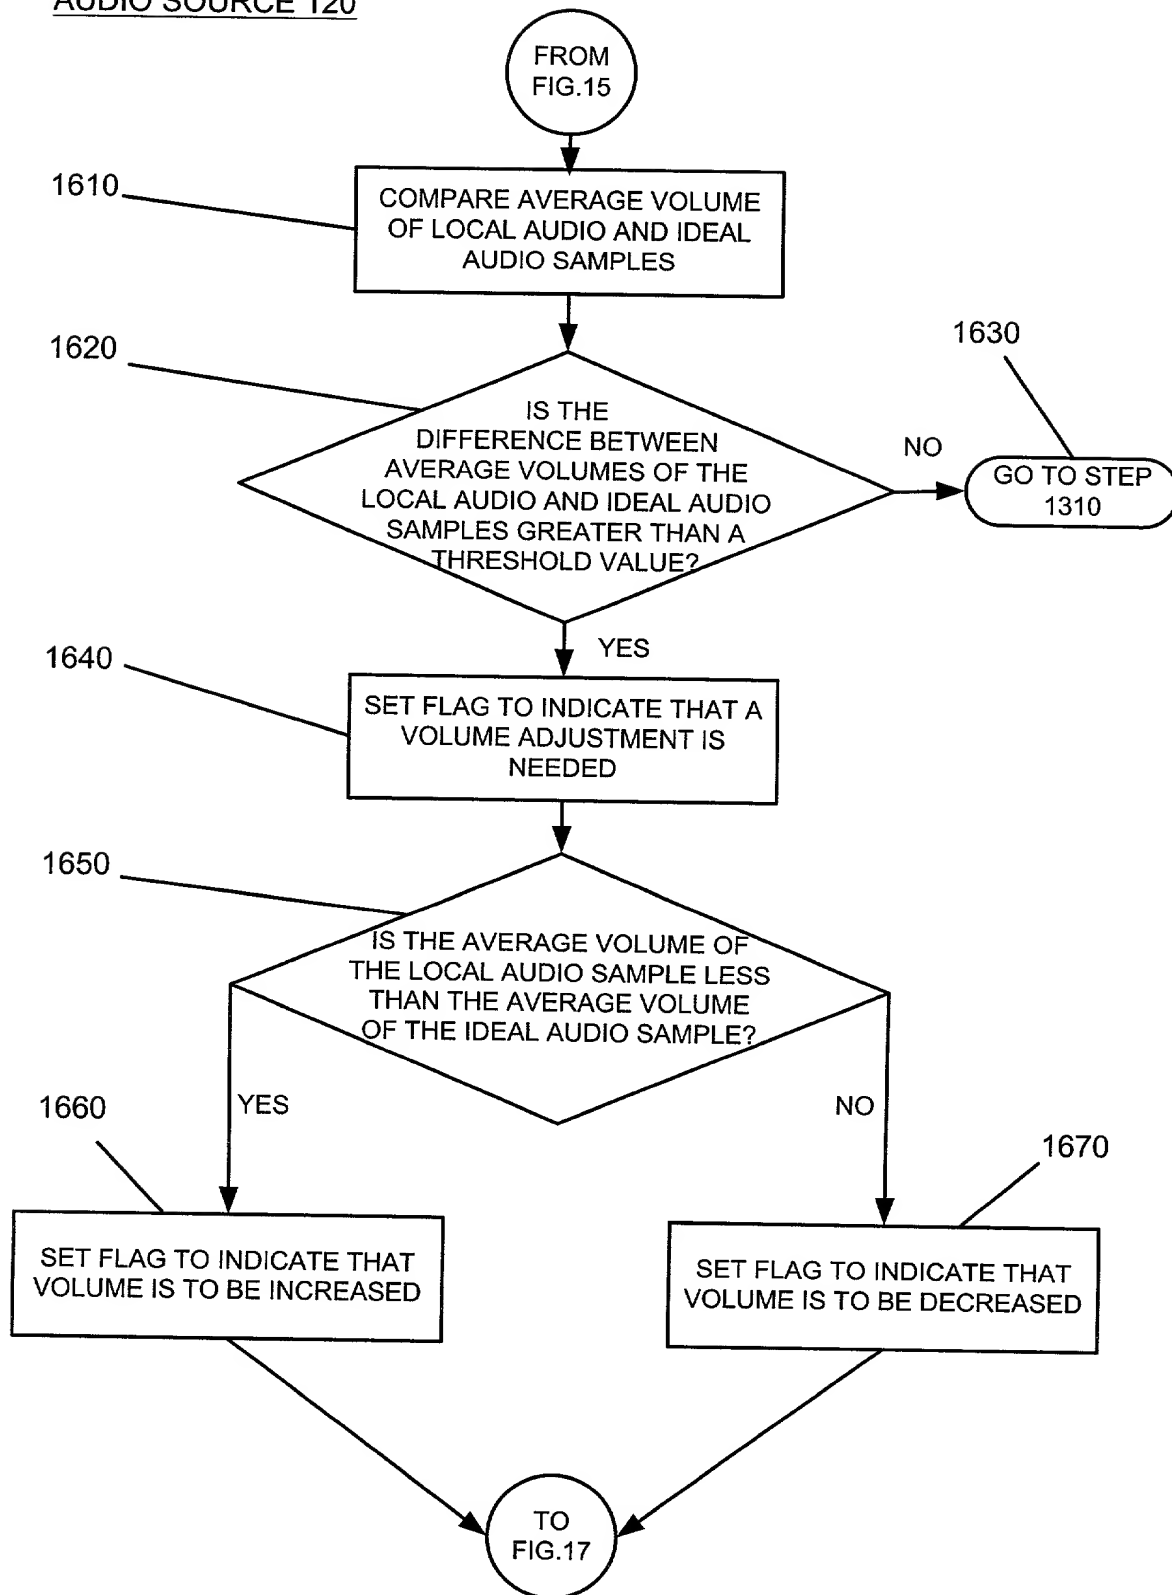 AUDIO SOURCE 120
FROM
FIG.15
1610
COMPARE AVERAGE VOLUME
OF LOCAL AUDIO AND IDEAL
AUDIO SAMPLES
1620
IS THE
DIFFERENCE BETWEEN
AVERAGE VOLUMES OF THE
LOCAL AUDIO AND IDEAL AUDIO
SAMPLES GREATER THAN A
THRESHOLD VALUE?
NO
1630
GO TO STEP
1310
YES
1640
SET FLAG TO INDICATE THAT A
VOLUME ADJUSTMENT IS
NEEDED
1650
IS THE AVERAGE VOLUME OF
THE LOCAL AUDIO SAMPLE LESS
THAN THE AVERAGE VOLUME
OF THE IDEAL AUDIO SAMPLE?
YES
NO
1660
SET FLAG TO INDICATE THAT
VOLUME IS TO BE INCREASED
1670
SET FLAG TO INDICATE THAT
VOLUME IS TO BE DECREASED
TO
FIG.17